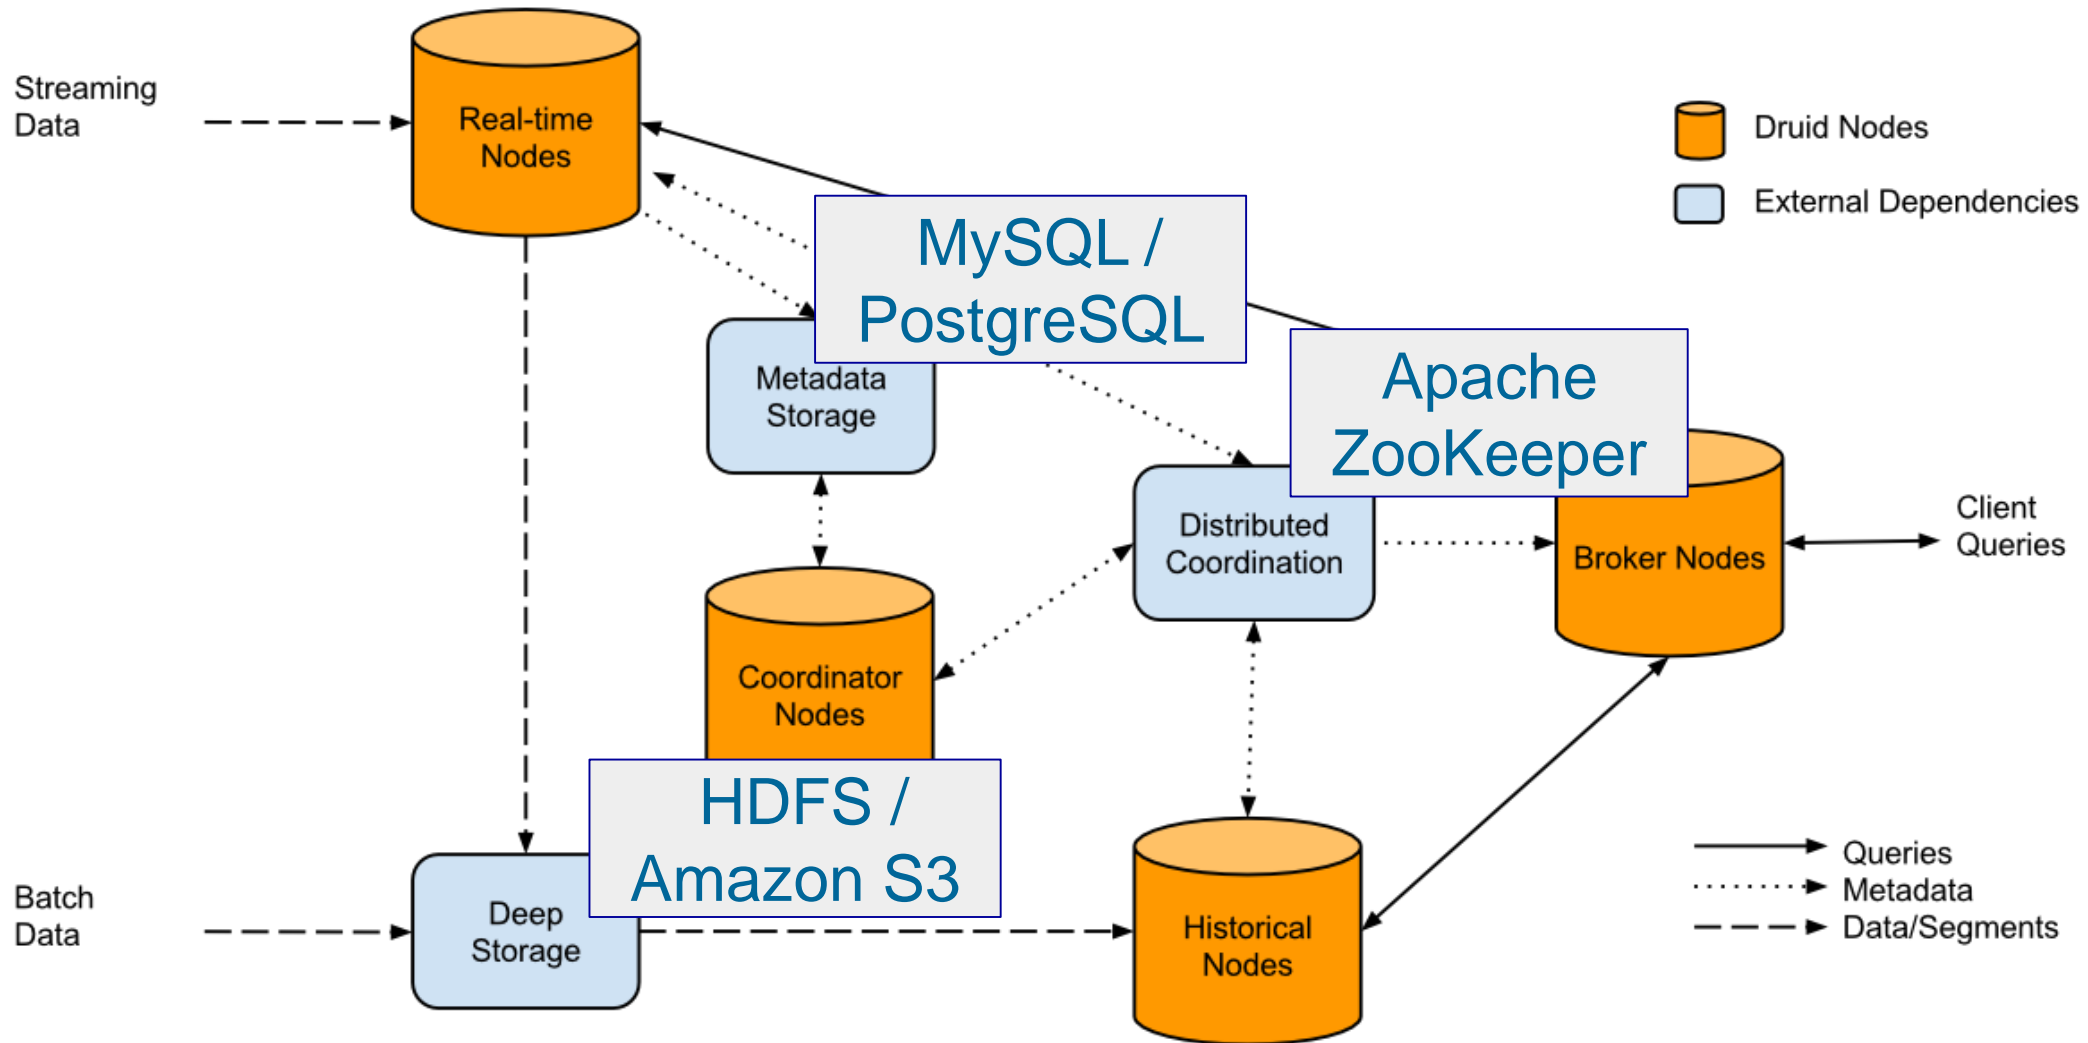 Streaming
Data
Real-time
Nodes
Druid Nodes
External Dependencies
MySQL /
PostgreSQL
Metadata
Storage
Apache
ZooKeeper
Distributed
Coordination
Broker Nodes
Client
Queries
Coordinator
Nodes
HDFS /
Amazon S3
Batch
Data
Deep
Storage
Historical
Nodes
Queries
Metadata
Data/Segments